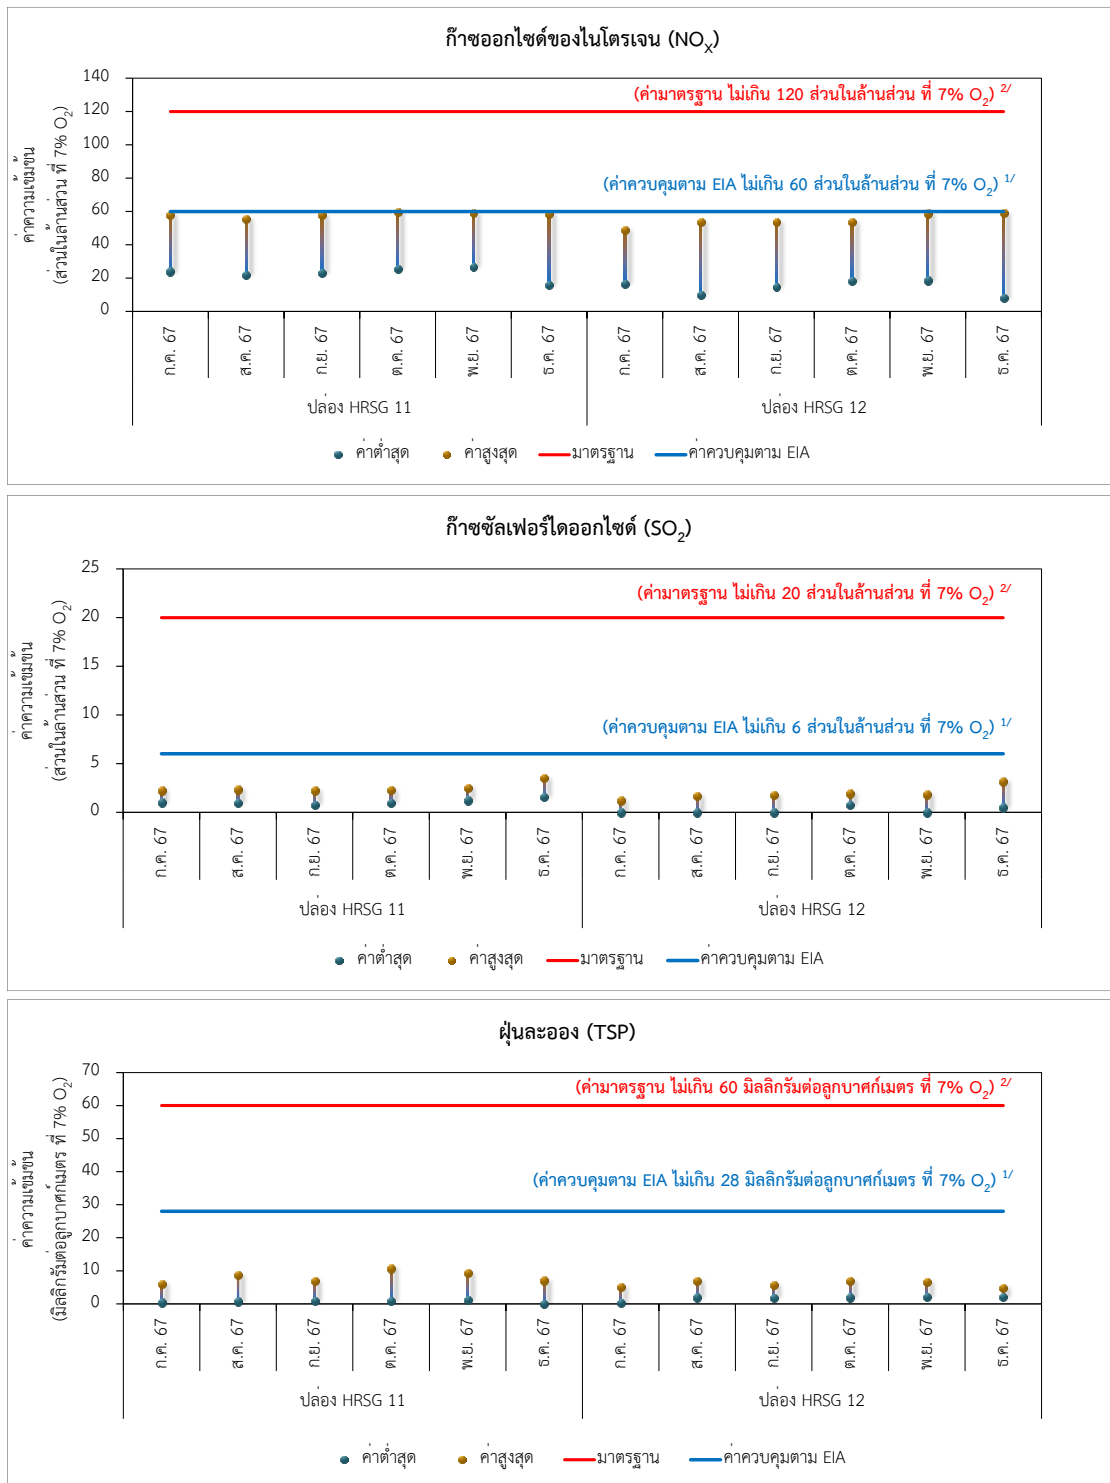 ก๊าซออกไซด์ของไนโตรเจน (NOX)
ค่าความเข้มข้น
(ส่วนในล้านส่วน ที่ 7% O2)
140
120
100
80
60
40
20
0
(ค่ามาตรฐาน ไม่เกิน 120 ส่วนในล้านส่วน ที่ 7% O2) 2/
(ค่าควบคุมตาม EIA ไม่เกิน 60 ส่วนในล้านส่วน ที่ 7% O2) 1/
ก.ค. 67 ส.ค. 67 ก.ย. 67 ต.ค. 67 พ.ย. 67 ธ.ค. 67 ก.ค. 67 ส.ค. 67 ก.ย. 67 ต.ค. 67 พ.ย. 67 ธ.ค. 67
ปล่อง HRSG 11 ปล่อง HRSG 12
ค่าต่ำสุด ค่าสูงสุด มาตรฐาน ค่าควบคุมตาม EIA
ก๊าซซัลเฟอร์ไดออกไซด์ (SO2)
ค่าความเข้มข้น
(ส่วนในล้านส่วน ที่ 7% O2)
25
20
15
10
5
0
(ค่ามาตรฐาน ไม่เกิน 20 ส่วนในล้านส่วน ที่ 7% O2) 2/
(ค่าควบคุมตาม EIA ไม่เกิน 6 ส่วนในล้านส่วน ที่ 7% O2) 1/
ก.ค. 67 ส.ค. 67 ก.ย. 67 ต.ค. 67 พ.ย. 67 ธ.ค. 67 ก.ค. 67 ส.ค. 67 ก.ย. 67 ต.ค. 67 พ.ย. 67 ธ.ค. 67
ปล่อง HRSG 11 ปล่อง HRSG 12
ค่าต่ำสุด ค่าสูงสุด มาตรฐาน ค่าควบคุมตาม EIA
ฝุ่นละออง (TSP)
ค่าความเข้มข้น
(มิลลิกรัมต่อลูกบาศก์เมตร ที่ 7% O2)
70
60
50
40
30
20
10
0
(ค่ามาตรฐาน ไม่เกิน 60 มิลลิกรัมต่อลูกบาศก์เมตร ที่ 7% O2) 2/
(ค่าควบคุมตาม EIA ไม่เกิน 28 มิลลิกรัมต่อลูกบาศก์เมตร ที่ 7% O2) 1/
ก.ค. 67 ส.ค. 67 ก.ย. 67 ต.ค. 67 พ.ย. 67 ธ.ค. 67 ก.ค. 67 ส.ค. 67 ก.ย. 67 ต.ค. 67 พ.ย. 67 ธ.ค. 67
ปล่อง HRSG 11 ปล่อง HRSG 12
ค่าต่ำสุด ค่าสูงสุด มาตรฐาน ค่าควบคุมตาม EIA